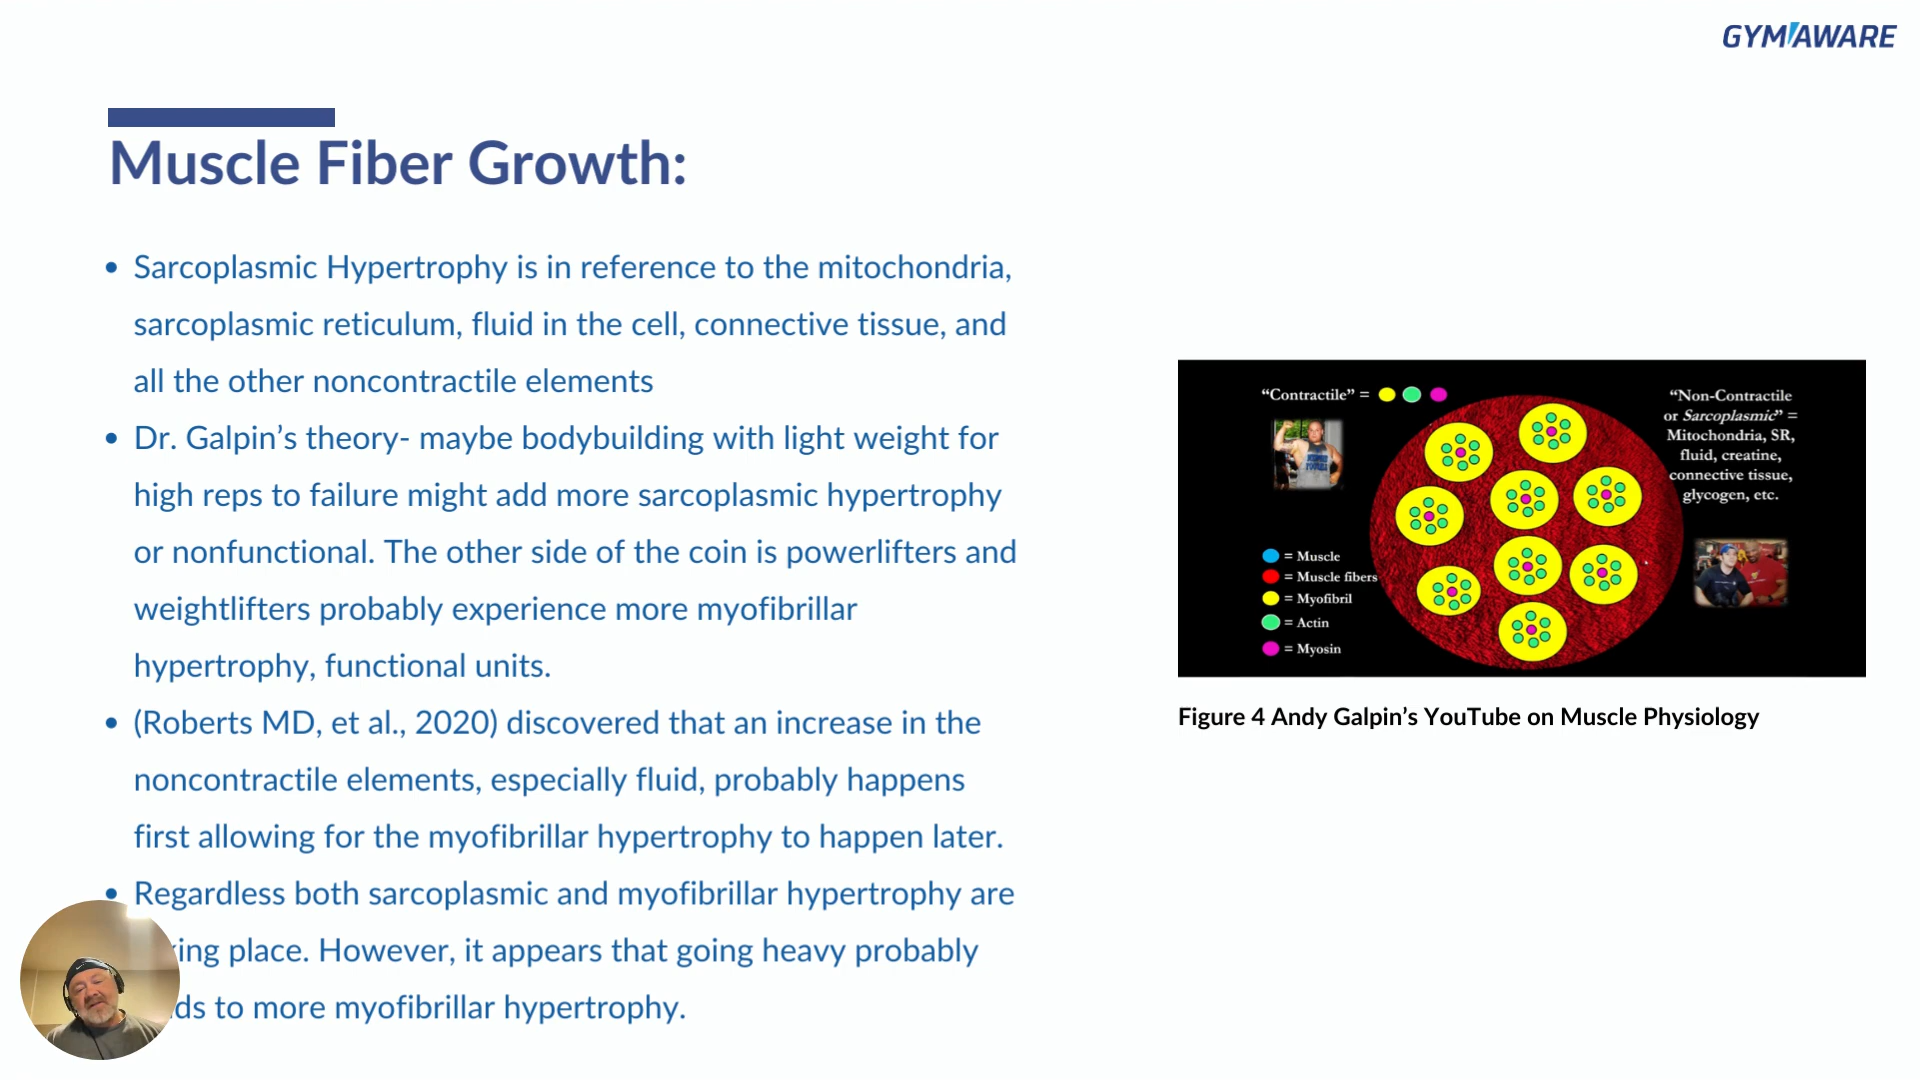 GYMAWARE
Muscle Fiber Growth:
• Sarcoplasmic Hypertrophy is in reference to the mitochondria,
sarcoplasmic reticulum, fluid in the cell, connective tissue, and
all the other noncontractile elements
• Dr. Galpin’s theory- maybe bodybuilding with light weight for
high reps to failure might add more sarcoplasmic hypertrophy
or nonfunctional. The other side of the coin is powerlifters and
weightlifters probably experience more myofibrillar
hypertrophy, functional units.
• (Roberts MD, et al., 2020) discovered that an increase in the
noncontractile elements, especially fluid, probably happens
first allowing for the myofibrillar hypertrophy to happen later.
• Regardless both sarcoplasmic and myofibrillar hypertrophy are
place. However, it appears that going heavy probably
to more myofibrillar hypertrophy.
“Contractile” =
“Non-Contractile
or Sarcoplasmic” =
Mitochondria, SR,
fluid, creatine,
connective tissue,
glycogen, etc.
= Muscle
= Muscle fibers
= Myofibril
= Actin
= Myosin
Figure 4 Andy Galpin’s YouTube on Muscle Physiology